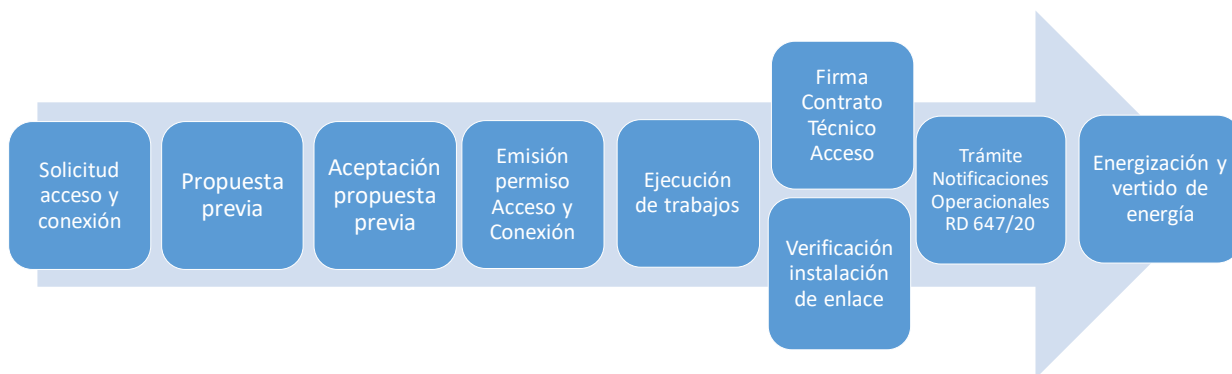 Solicitud
acceso y
conexión
Propuesta
previa
Aceptación
propuesta
previa
Emisión
permiso
Acceso y
Conexión
Ejecución
de trabajos
Firma
Contrato
Técnico
Acceso
Verificación
instalación
de enlace
Trámite
Notificaciones
Operacionales
RD 647/20
Energización y
vertido de
energía